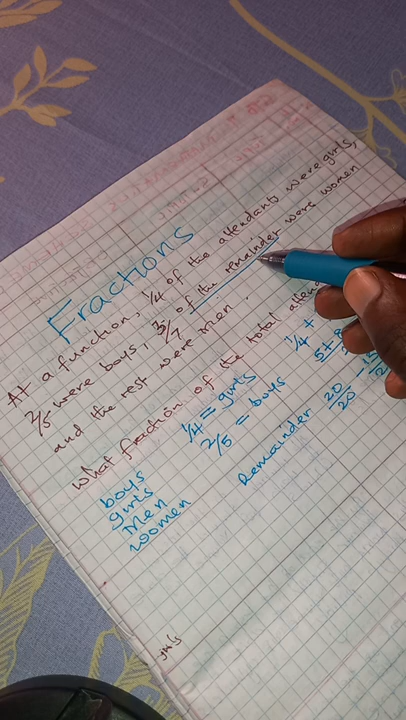 Fractions
At a function, 1/4 of the attendants were girls,
2/5 were boys, 3/7 of the remainder were women
and the rest were men.
What fraction of the total
boys
girls
Men
women
1/4 = girls
2/5 = boys
Remainder
1/4 +
5+8
20/20 -